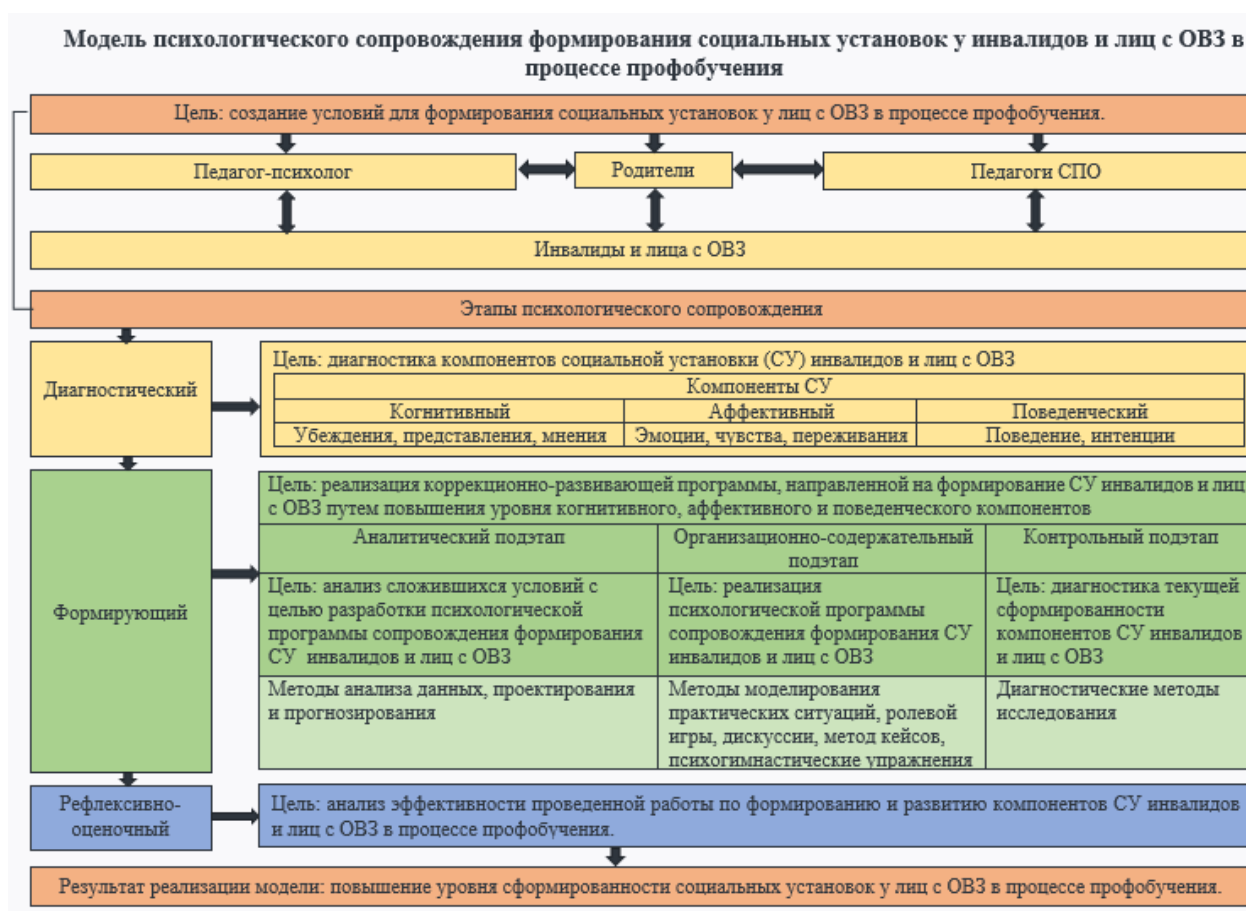 Модель психологического сопровождения формирования социальных установок у инвалидов и лиц с ОВЗ в
процессе профобучения
Цель: создание условий для формирования социальных установок у лиц с ОВЗ в процессе профобучения.
Педагог-психолог
Родители
Педагоги СПО
Инвалиды и лица с ОВЗ
Этапы психологического сопровождения
Диагностический
Цель: диагностика компонентов социальной установки (СУ) инвалидов и лиц с ОВЗ
Компоненты СУ
Когнитивный
Аффективный
Поведенческий
Убеждения, представления, мнения
Эмоции, чувства, переживания
Поведение, интенции
Формирующий
Цель: реализация коррекционно-развивающей программы, направленной на формирование СУ инвалидов и лиц
с ОВЗ путем повышения уровня когнитивного, аффективного и поведенческого компонентов
Аналитический подэтап
Организационно-содержательный
подэтап
Контрольный подэтап
Цель: анализ сложившихся условий с
целью разработки психологической
программы сопровождения формирования
СУ инвалидов и лиц с ОВЗ
Цель: реализация
психологической программы
сопровождения формирования СУ
инвалидов и лиц с ОВЗ
Цель: диагностика текущей
сформированности
компонентов СУ инвалидов
и лиц с ОВЗ
Методы анализа данных, проектирования
и прогнозирования
Методы моделирования
практических ситуаций, ролевой
игры, дискуссии, метод кейсов,
психогимнастические упражнения
Диагностические методы
исследования
Рефлексивно-
оценочный
Цель: анализ эффективности проведенной работы по формированию и развитию компонентов СУ инвалидов
и лиц с ОВЗ в процессе профобучения.
Результат реализации модели: повышение уровня сформированности социальных установок у лиц с ОВЗ в процессе профобучения.